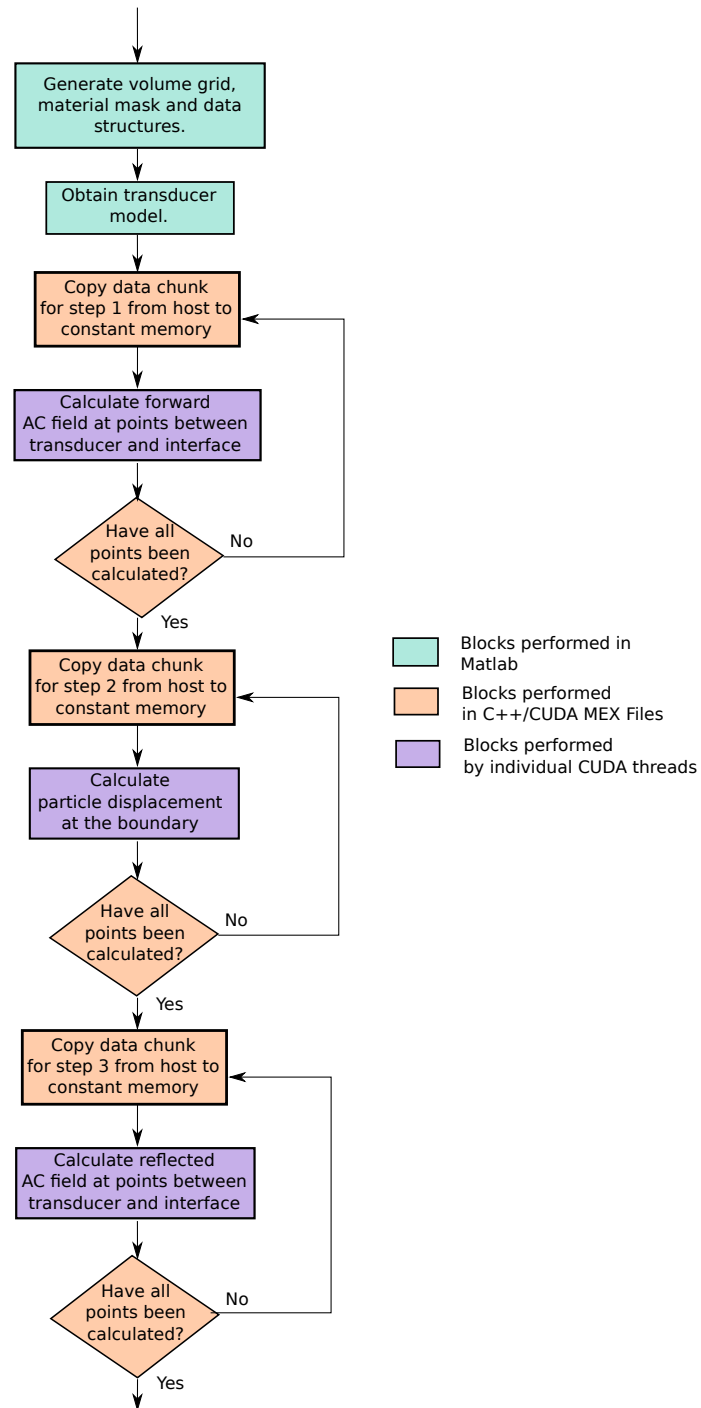 Generate volume grid,
material mask and data
structures.
Obtain transducer
model.
Copy data chunk
for step 1 from host to
constant memory
Calculate forward
AC field at points between
transducer and interface
Have all
points been
calculated?
No
Yes
Copy data chunk
for step 2 from host to
constant memory
Calculate
particle displacement
at the boundary
Have all
points been
calculated?
No
Yes
Copy data chunk
for step 3 from host to
constant memory
Calculate reflected
AC field at points between
transducer and interface
Have all
points been
calculated?
No
Yes
Blocks performed in
Matlab
Blocks performed
in C++/CUDA MEX Files
Blocks performed
by individual CUDA threads